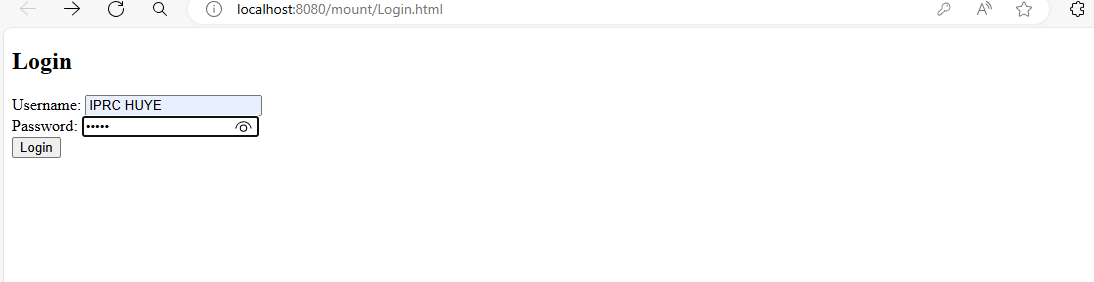 localhost:8080/mount/Login.html
Login
Username: IPRC HUYE
Password: •••••
Login